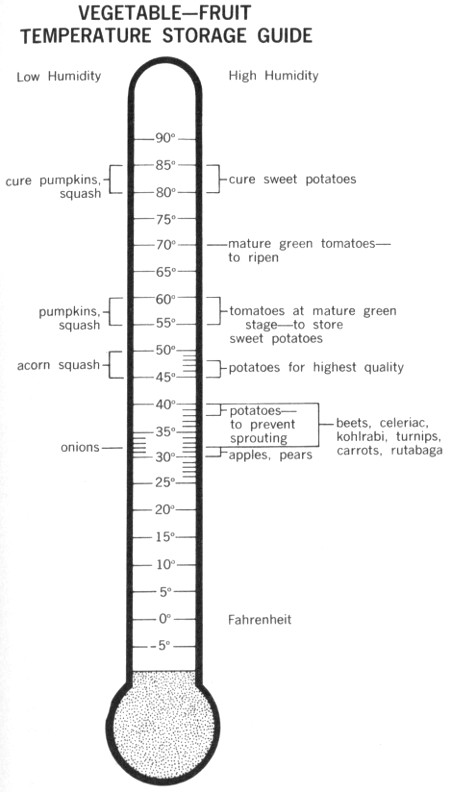 VEGETABLE—FRUIT
TEMPERATURE STORAGE GUIDE
Low Humidity
High Humidity
90°
85°
cure pumpkins,
squash
cure sweet potatoes
80°
75°
70°
mature green tomatoes—
to ripen
65°
60°
pumpkins,
squash
tomatoes at mature green
stage—to store
sweet potatoes
55°
50°
acorn squash
potatoes for highest quality
45°
40°
potatoes—
to prevent
sprouting
beets, celeriac,
kohlrabi, turnips,
carrots, rutabaga
35°
onions
30°
apples, pears
25°
20°
15°
10°
5°
0°
Fahrenheit
-5°